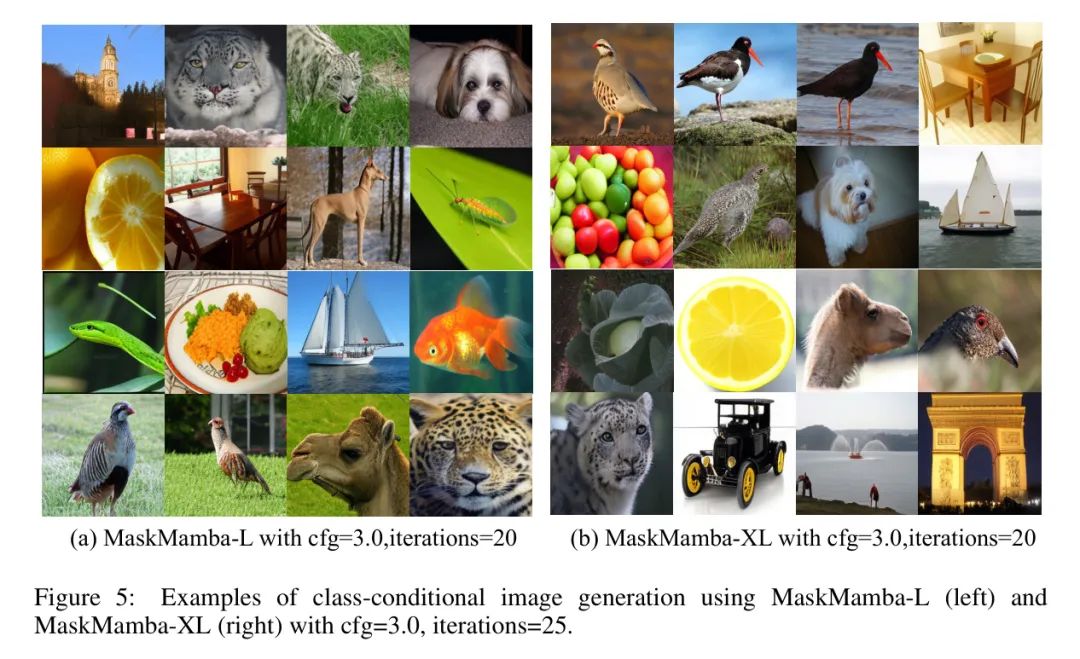 (a) MaskMamba-L with cfg=3.0,iterations=20
(b) MaskMamba-XL with cfg=3.0,iterations=20
Figure 5: Examples of class-conditional image generation using MaskMamba-L (left) and
MaskMamba-XL (right) with cfg=3.0, iterations=25.